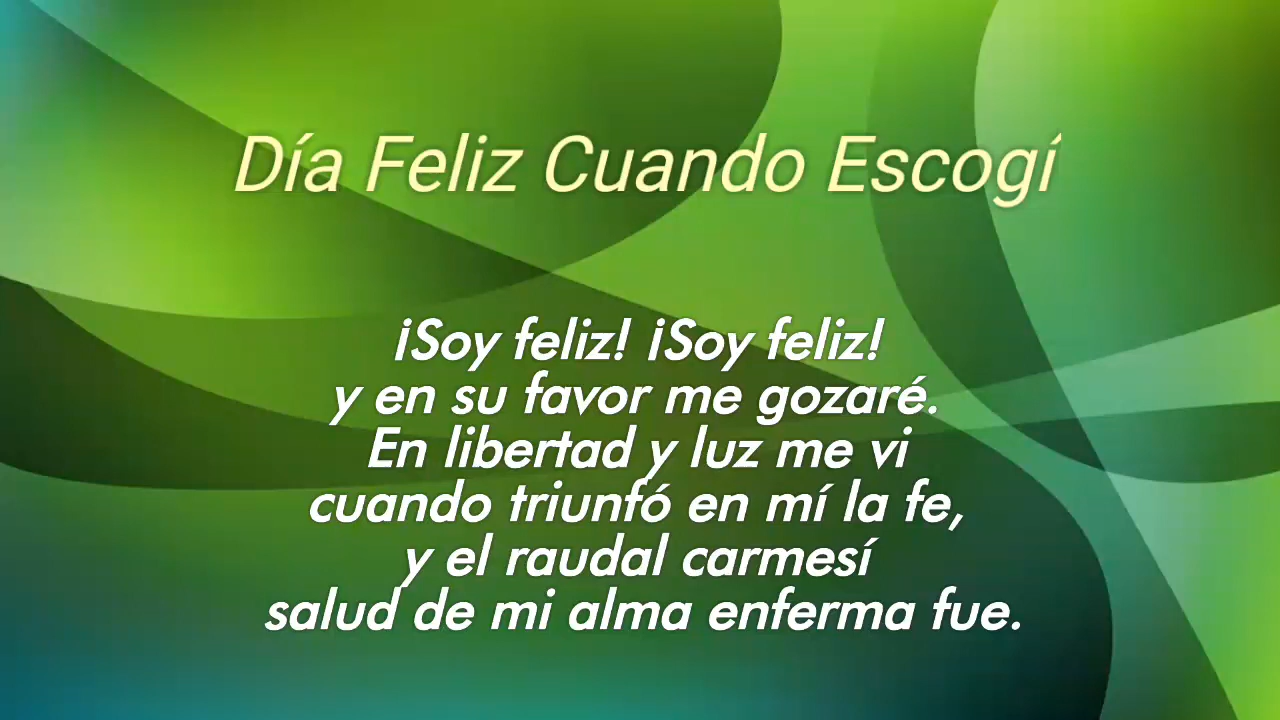 Día Feliz Cuando Escogí
¡Soy feliz! ¡Soy feliz!
y en su favor me gozaré.
En libertad y luz me vi
cuando triunfó en mí la fe,
y el raudal carmesí
salud de mi alma enferma fue.